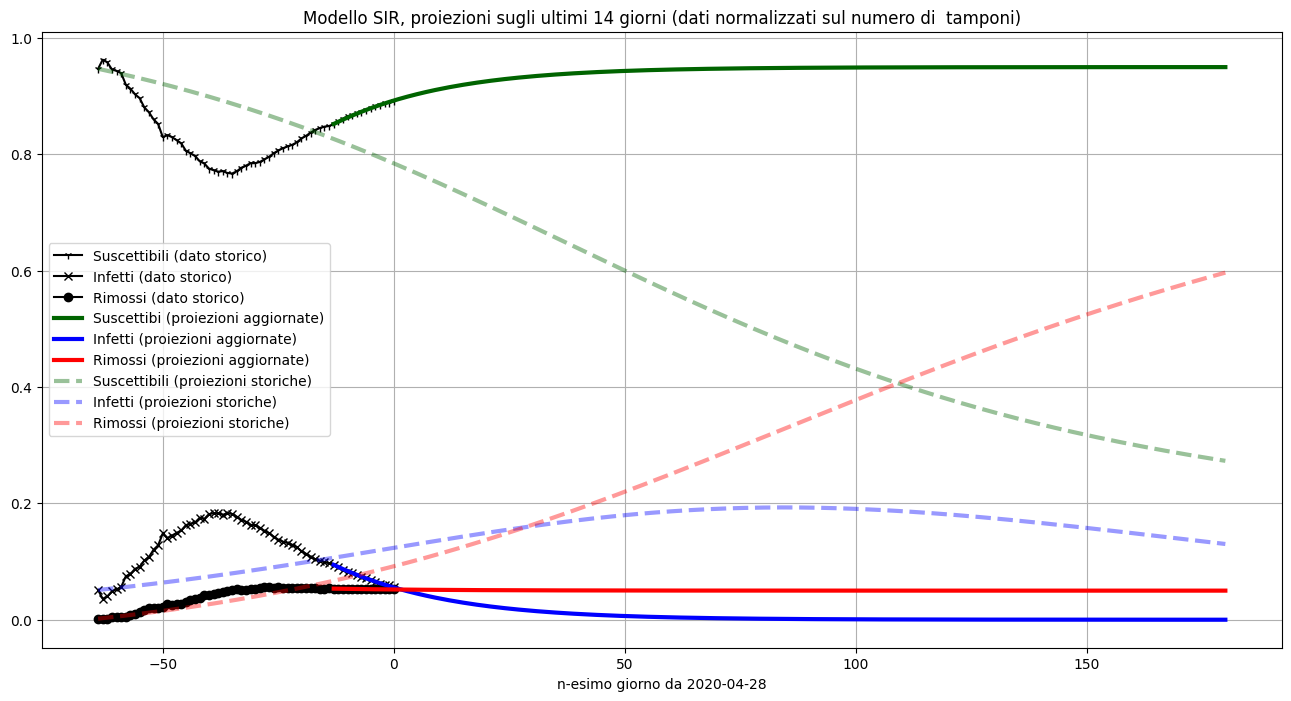 Modello SIR, proiezioni sugli ultimi 14 giorni (dati normalizzati sul numero di  tamponi)
1.0
0.8
0.6
0.4
0.2
0.0
Suscettibili (dato storico)
Infetti (dato storico)
Rimossi (dato storico)
Suscettibi (proiezioni aggiornate)
Infetti (proiezioni aggiornate)
Rimossi (proiezioni aggiornate)
Suscettibili (proiezioni storiche)
Infetti (proiezioni storiche)
Rimossi (proiezioni storiche)
−50 0 50 100 150
n-esimo giorno da 2020-04-28